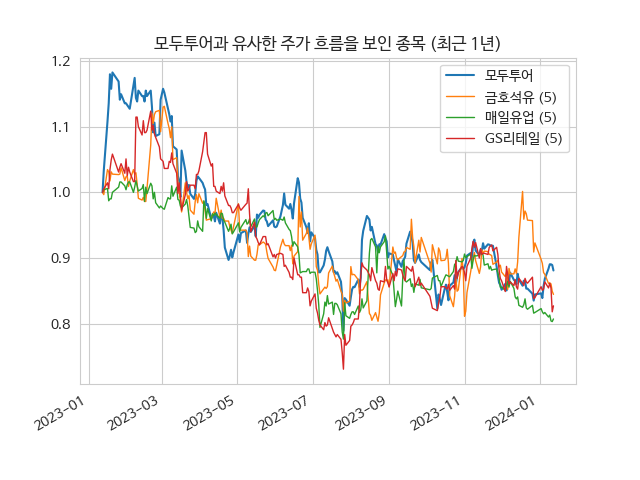 모두투어과 유사한 주가 흐름을 보인 종목 (최근 1년)
모두투어
금호석유 (5)
매일유업 (5)
GS리테일 (5)
1.2
1.1
1.0
0.9
0.8
2023-01
2023-03
2023-05
2023-07
2023-09
2023-11
2024-01